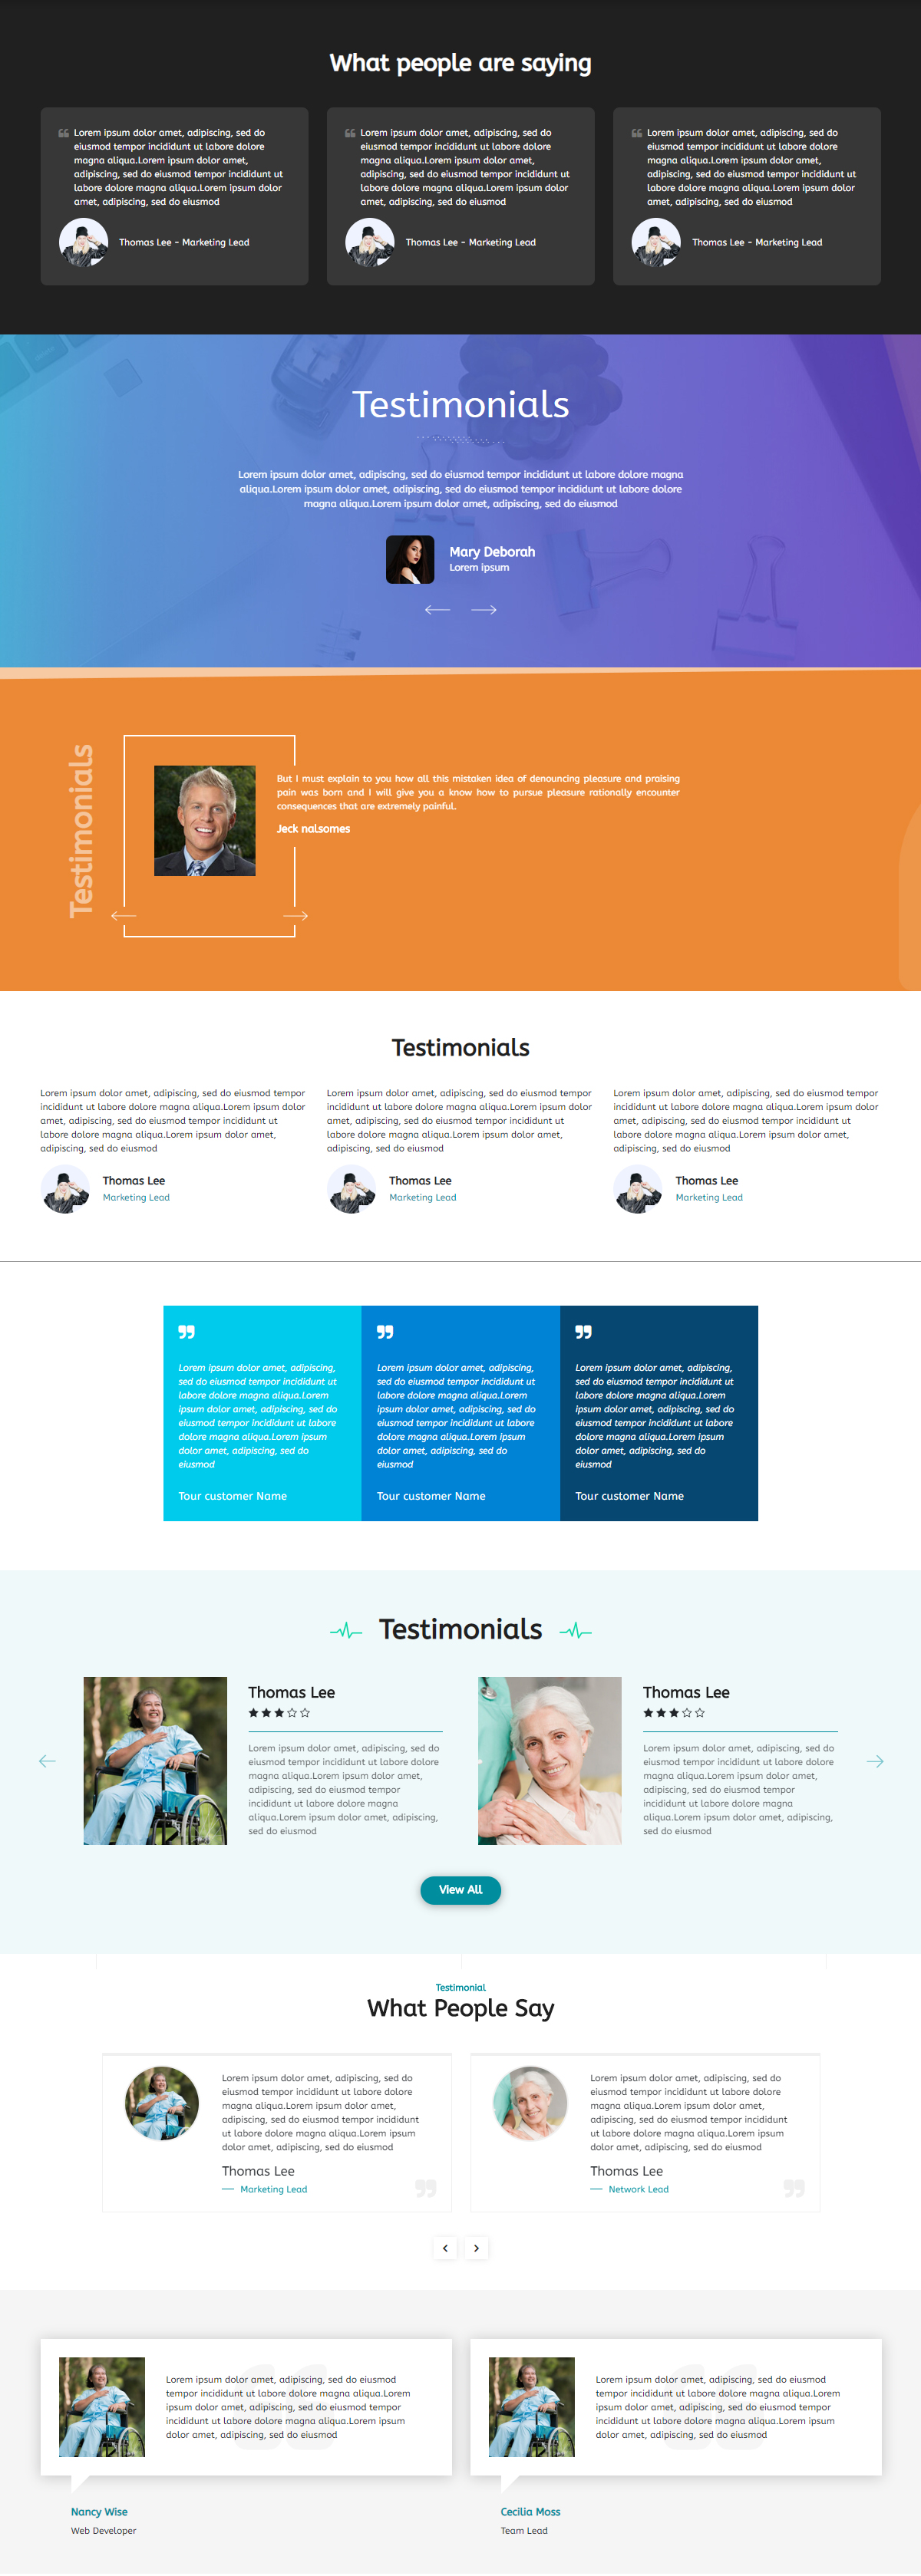 What people are saying
Lorem ipsum dolor amet, adipiscing, sed do
eiusmod tempor incididunt ut labore dolore
magna aliqua.Lorem ipsum dolor amet,
adipiscing, sed do eiusmod tempor incididunt ut
labore dolore magna aliqua.Lorem ipsum dolor
amet, adipiscing, sed do eiusmod
Thomas Lee - Marketing Lead
Lorem ipsum dolor amet, adipiscing, sed do
eiusmod tempor incididunt ut labore dolore
magna aliqua.Lorem ipsum dolor amet,
adipiscing, sed do eiusmod tempor incididunt ut
labore dolore magna aliqua.Lorem ipsum dolor
amet, adipiscing, sed do eiusmod
Thomas Lee - Marketing Lead
Lorem ipsum dolor amet, adipiscing, sed do
eiusmod tempor incididunt ut labore dolore
magna aliqua.Lorem ipsum dolor amet,
adipiscing, sed do eiusmod tempor incididunt ut
labore dolore magna aliqua.Lorem ipsum dolor
amet, adipiscing, sed do eiusmod
Thomas Lee - Marketing Lead
Testimonials
Lorem ipsum dolor amet, adipiscing, sed do eiusmod tempor incididunt ut labore dolore magna
aliqua.Lorem ipsum dolor amet, adipiscing, sed do eiusmod tempor incididunt ut labore dolore
magna aliqua.Lorem ipsum dolor amet, adipiscing, sed do eiusmod
Mary Deborah
Lorem ipsum
Testimonials
But I must explain to you how all this mistaken idea of denouncing pleasure and praising
pain was born and I will give you a know how to pursue pleasure rationally encounter
consequences that are extremely painful.
Jeck nalsomes
Testimonials
Lorem ipsum dolor amet, adipiscing, sed do eiusmod tempor
incididunt ut labore dolore magna aliqua.Lorem ipsum dolor
amet, adipiscing, sed do eiusmod tempor incididunt ut
labore dolore magna aliqua.Lorem ipsum dolor amet,
adipiscing, sed do eiusmod
Thomas Lee
Marketing Lead
Lorem ipsum dolor amet, adipiscing, sed do eiusmod tempor
incididunt ut labore dolore magna aliqua.Lorem ipsum dolor
amet, adipiscing, sed do eiusmod tempor incididunt ut
labore dolore magna aliqua.Lorem ipsum dolor amet,
adipiscing, sed do eiusmod
Thomas Lee
Marketing Lead
Lorem ipsum dolor amet, adipiscing, sed do eiusmod tempor
incididunt ut labore dolore magna aliqua.Lorem ipsum dolor
amet, adipiscing, sed do eiusmod tempor incididunt ut
labore dolore magna aliqua.Lorem ipsum dolor amet,
adipiscing, sed do eiusmod
Thomas Lee
Marketing Lead
Lorem ipsum dolor amet, adipiscing,
sed do eiusmod tempor incididunt ut
labore dolore magna aliqua.Lorem
ipsum dolor amet, adipiscing, sed do
eiusmod tempor incididunt ut labore
dolore magna aliqua.Lorem ipsum
dolor amet, adipiscing, sed do
eiusmod
Tour customer Name
Lorem ipsum dolor amet, adipiscing,
sed do eiusmod tempor incididunt ut
labore dolore magna aliqua.Lorem
ipsum dolor amet, adipiscing, sed do
eiusmod tempor incididunt ut labore
dolore magna aliqua.Lorem ipsum
dolor amet, adipiscing, sed do
eiusmod
Tour customer Name
Lorem ipsum dolor amet, adipiscing,
sed do eiusmod tempor incididunt ut
labore dolore magna aliqua.Lorem
ipsum dolor amet, adipiscing, sed do
eiusmod tempor incididunt ut labore
dolore magna aliqua.Lorem ipsum
dolor amet, adipiscing, sed do
eiusmod
Tour customer Name
Testimonials
Thomas Lee
Lorem ipsum dolor amet, adipiscing, sed do
eiusmod tempor incididunt ut labore dolore
magna aliqua.Lorem ipsum dolor amet,
adipiscing, sed do eiusmod tempor
incididunt ut labore dolore magna
aliqua.Lorem ipsum dolor amet, adipiscing,
sed do eiusmod
Thomas Lee
Lorem ipsum dolor amet, adipiscing, sed do
eiusmod tempor incididunt ut labore dolore
magna aliqua.Lorem ipsum dolor amet,
adipiscing, sed do eiusmod tempor
incididunt ut labore dolore magna
aliqua.Lorem ipsum dolor amet, adipiscing,
sed do eiusmod
View All
Testimonial
What People Say
Lorem ipsum dolor amet, adipiscing, sed do
eiusmod tempor incididunt ut labore dolore
magna aliqua.Lorem ipsum dolor amet,
adipiscing, sed do eiusmod tempor incididunt
ut labore dolore magna aliqua.Lorem ipsum
dolor amet, adipiscing, sed do eiusmod
Thomas Lee
Marketing Lead
Lorem ipsum dolor amet, adipiscing, sed do
eiusmod tempor incididunt ut labore dolore
magna aliqua.Lorem ipsum dolor amet,
adipiscing, sed do eiusmod tempor incididunt
ut labore dolore magna aliqua.Lorem ipsum
dolor amet, adipiscing, sed do eiusmod
Thomas Lee
Network Lead
Lorem ipsum dolor amet, adipiscing, sed do eiusmod
tempor incididunt ut labore dolore magna aliqua.Lorem
ipsum dolor amet, adipiscing, sed do eiusmod tempor
incididunt ut labore dolore magna aliqua.Lorem ipsum
dolor amet, adipiscing, sed do eiusmod
Nancy Wise
Web Developer
Lorem ipsum dolor amet, adipiscing, sed do eiusmod
tempor incididunt ut labore dolore magna aliqua.Lorem
ipsum dolor amet, adipiscing, sed do eiusmod tempor
incididunt ut labore dolore magna aliqua.Lorem ipsum
dolor amet, adipiscing, sed do eiusmod
Cecilia Moss
Team Lead